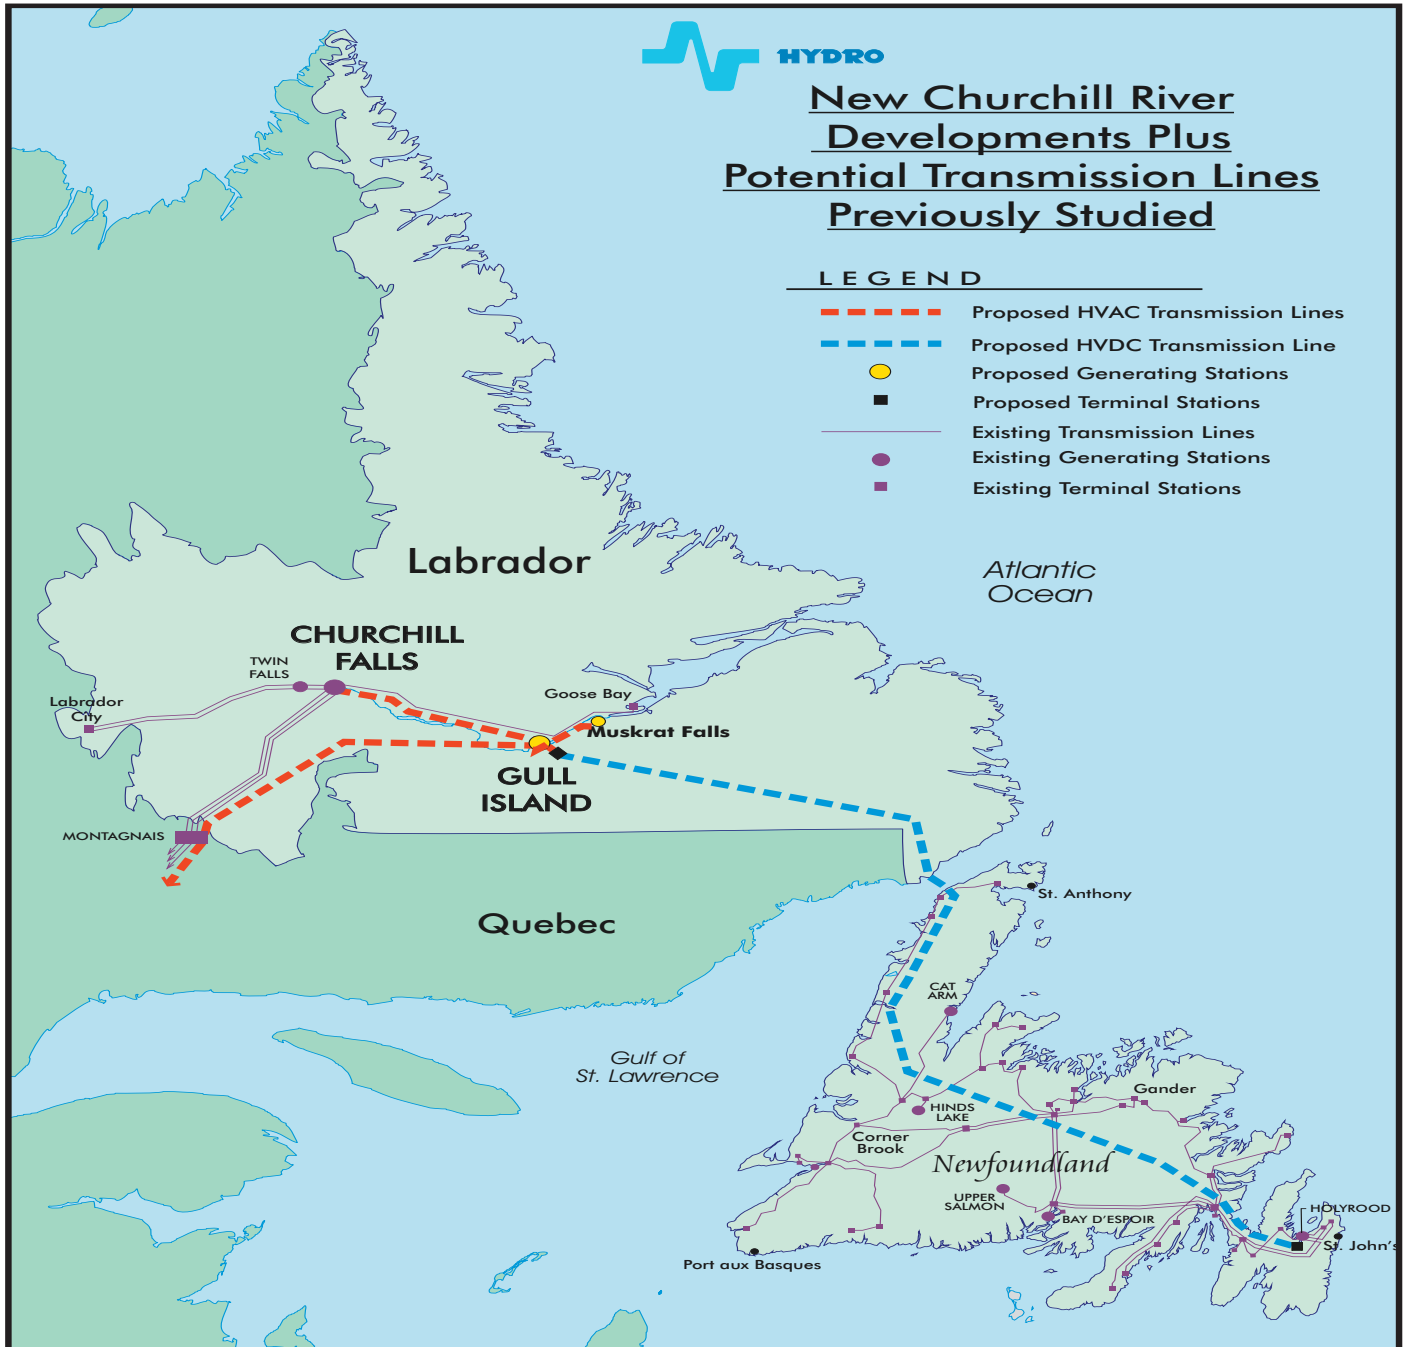 HYDRO
New Churchill River
Developments Plus
Potential Transmission Lines
Previously Studied
LEGEND
Proposed HVAC Transmission Lines
Proposed HVDC Transmission Line
Proposed Generating Stations
Proposed Terminal Stations
Existing Transmission Lines
Existing Generating Stations
Existing Terminal Stations
Labrador
Atlantic
Ocean
CHURCHILL
FALLS
TWIN
FALLS
Labrador
City
Goose Bay
Muskrat Falls
GULL
ISLAND
MONTAGNAIS
Quebec
St. Anthony
CAT
ARM
Gulf of
St. Lawrence
Gander
HINDS
LAKE
Corner
Brook
Newfoundland
UPPER
SALMON
BAY D'ESPOIR
HOLYROOD
St. John's
Port aux Basques